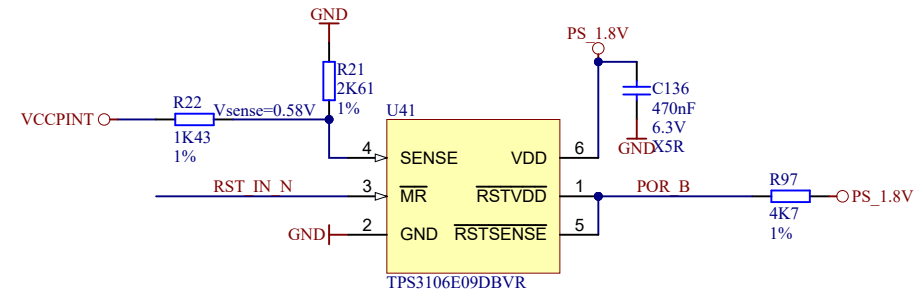 GND
PS_1.8V
R21
2K61
1%
C136
470nF
6.3V
X5R
GND
R22
1K43
1%
Vsense=0.58V
VCCPINT
U41
4
SENSE
VDD
6
RST_IN_N
3
MR
RSTVDD
1
POR_B
R97
4K7
1%
PS_1.8V
GND
2
GND
RSTSENSE
5
TPS3106E09DBVR